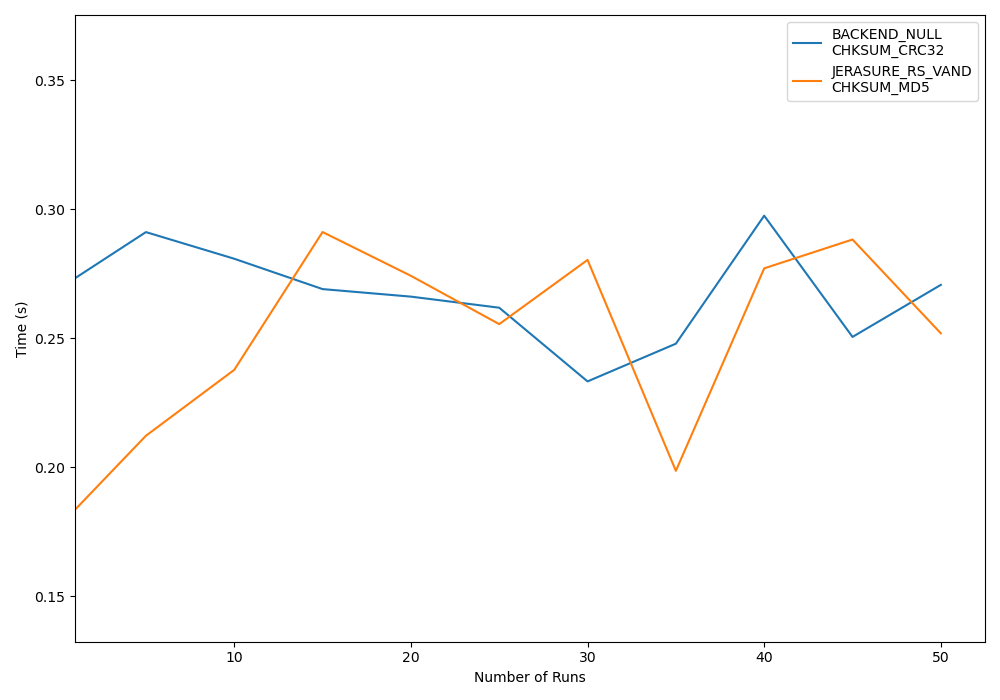 BACKEND_NULL
CHKSUM_CRC32
JERASURE_RS_VAND
CHKSUM_MD5
0.35
0.30
0.25
0.20
0.15
Time (s)
10 20 30 40 50
Number of Runs